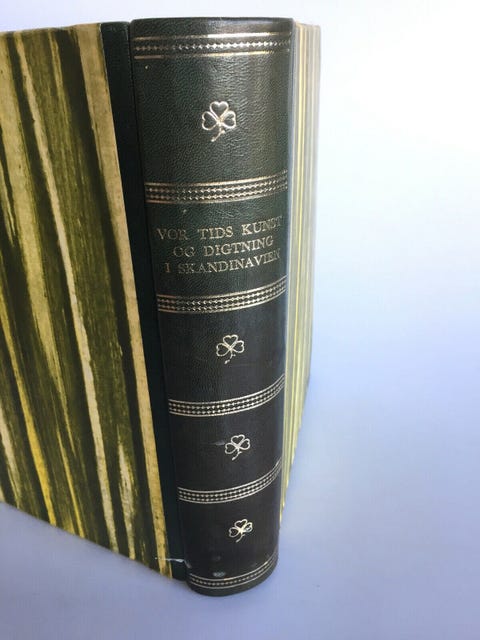 VOR TIDS KUNST
OG DIGTNING
I SKANDINAVIEN